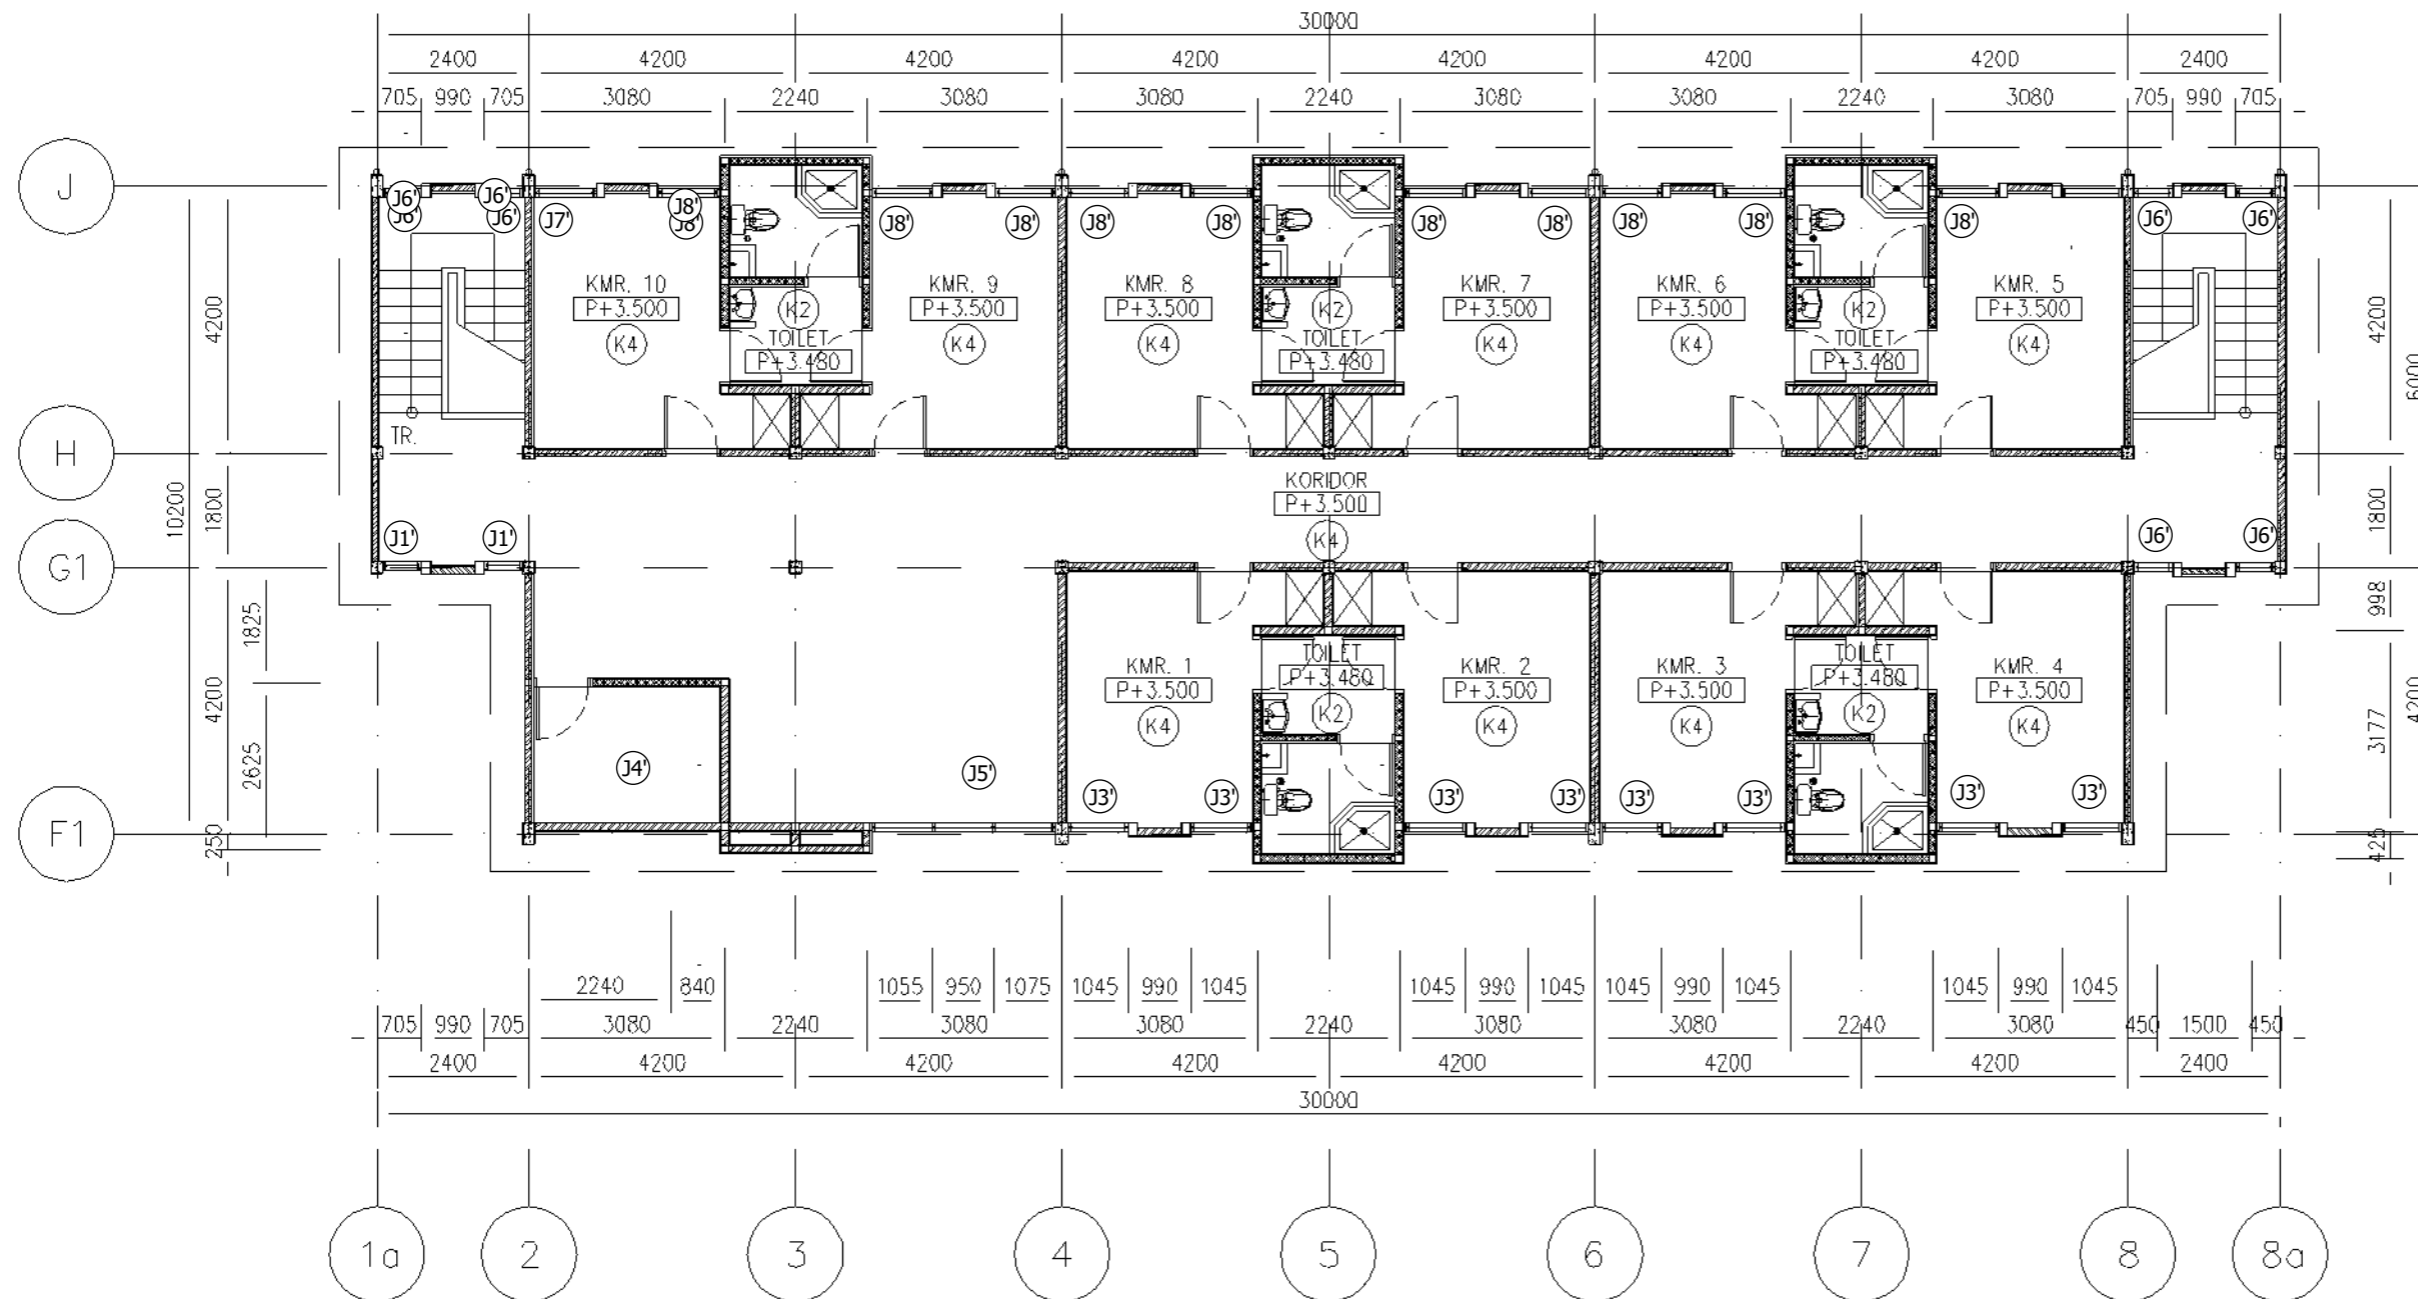 30000
2400 4200 4200 4200 4200 4200 4200 2400
705 990 705 3080 2240 3080 3080 2240 3080 3080 2240 3080 705 990 705
J
J6' J6' J8' J6' J6'
J6' J6' J7' J8' J8' J8' J8' J8' J8' J8' J8' J8' J8' J6' J6'
KMR. 10 KMR. 9 KMR. 8 KMR. 7 KMR. 6 KMR. 5
P+3.500 K2 P+3.500 P+3.500 K2 P+3.500 P+3.500 K2 P+3.500
K4 TOILET K4 K4 TOILET K4 K4 TOILET K4
P+3.480 P+3.480 P+3.480
4200 4200
6000
TR.
H
KORIDOR
P+3.500
K4
10200 1800 1800
J1' J1' J6' J6'
G1
1825 998
KMR. 1 TOILET KMR. 2 KMR. 3 TOILET KMR. 4
P+3.500 P+3.480 P+3.500 P+3.500 P+3.480 P+3.500
K4 K2 K4 K4 K2 K4
4200 4200
2625 3177
J4' J5'
J3' J3' J3' J3' J3' J3' J3' J3'
F1
250 425
2240 840 1055 950 1075 1045 990 1045 1045 990 1045 1045 990 1045 1045 990 1045
705 990 705 3080 2240 3080 3080 2240 3080 3080 2240 3080 450 1500 450
2400 4200 4200 4200 4200 4200 4200 2400
30000
1a 2 3 4 5 6 7 8 8a